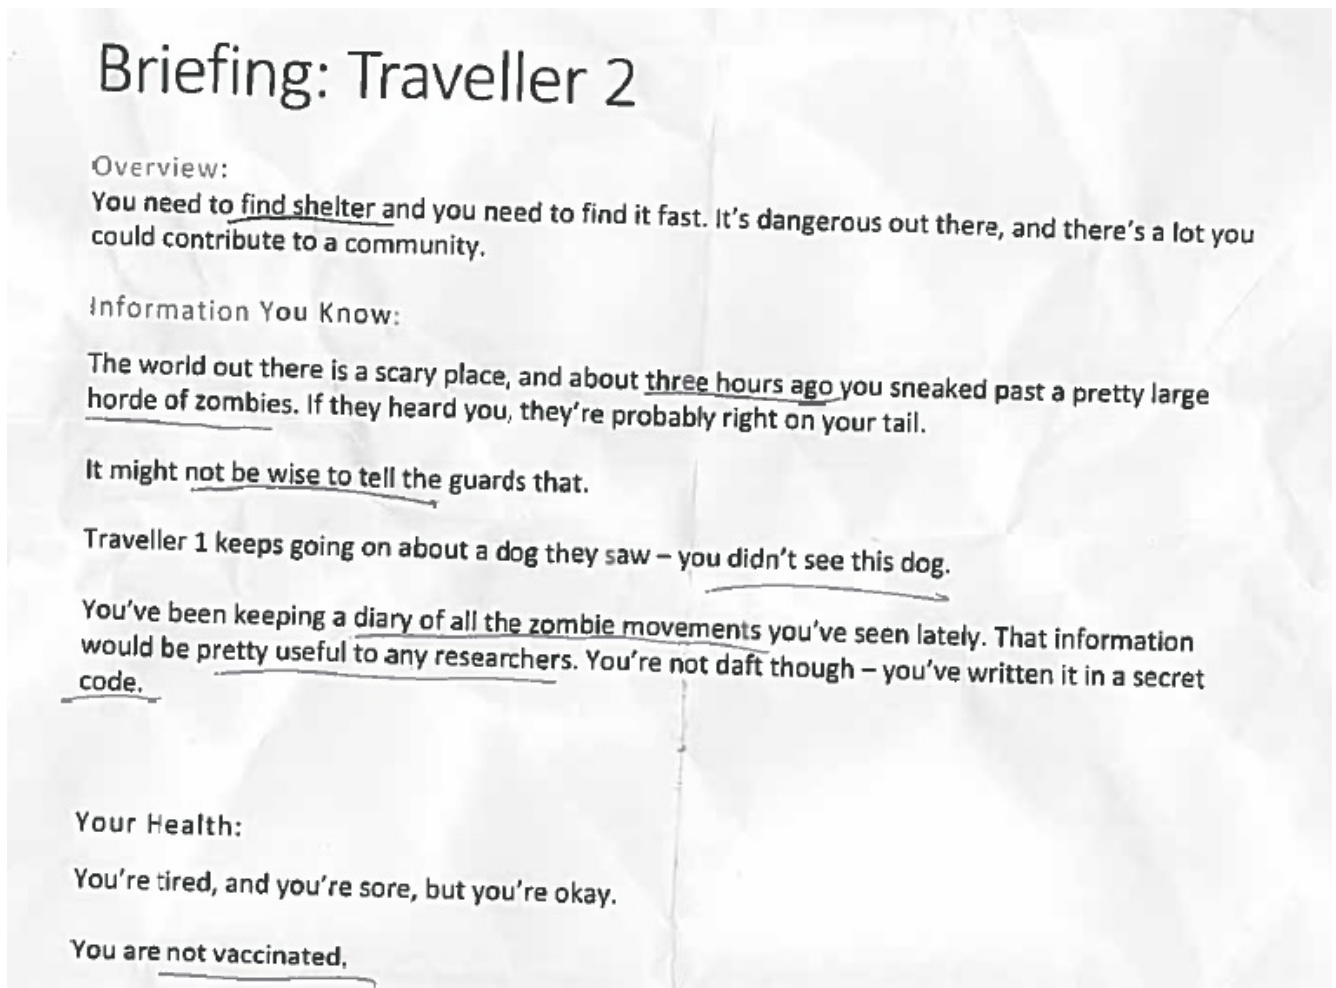 Briefing: Traveller 2
Overview:
You need to find shelter and you need to find it fast. It's dangerous out there, and there's a lot you
could contribute to a community.
Information You Know:
The world out there is a scary place, and about three hours ago you sneaked past a pretty large
horde of zombies. If they heard you, they're probably right on your tail.
It might not be wise to tell the guards that.
Traveller 1 keeps going on about a dog they saw – you didn't see this dog.
You've been keeping a diary of all the zombie movements you've seen lately. That information
would be pretty useful to any researchers. You're not daft though – you've written it in a secret
code.
Your Health:
You're tired, and you're sore, but you're okay.
You are not vaccinated.